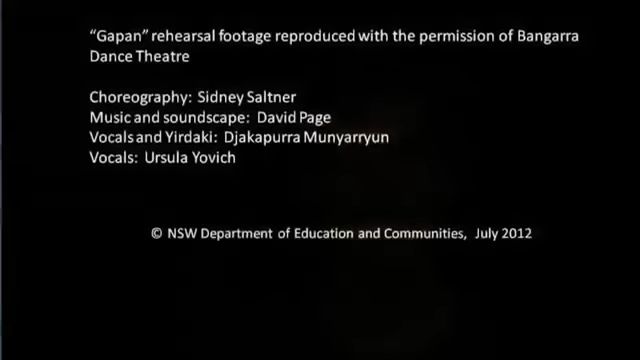 “Gapan” rehearsal footage reproduced with the permission of Bangarra
Dance Theatre
Choreography: Sidney Saltner
Music and soundscape: David Page
Vocals and Yirdaki: Djakapurra Munyarryun
Vocals: Ursula Yovich
© NSW Department of Education and Communities, July 2012